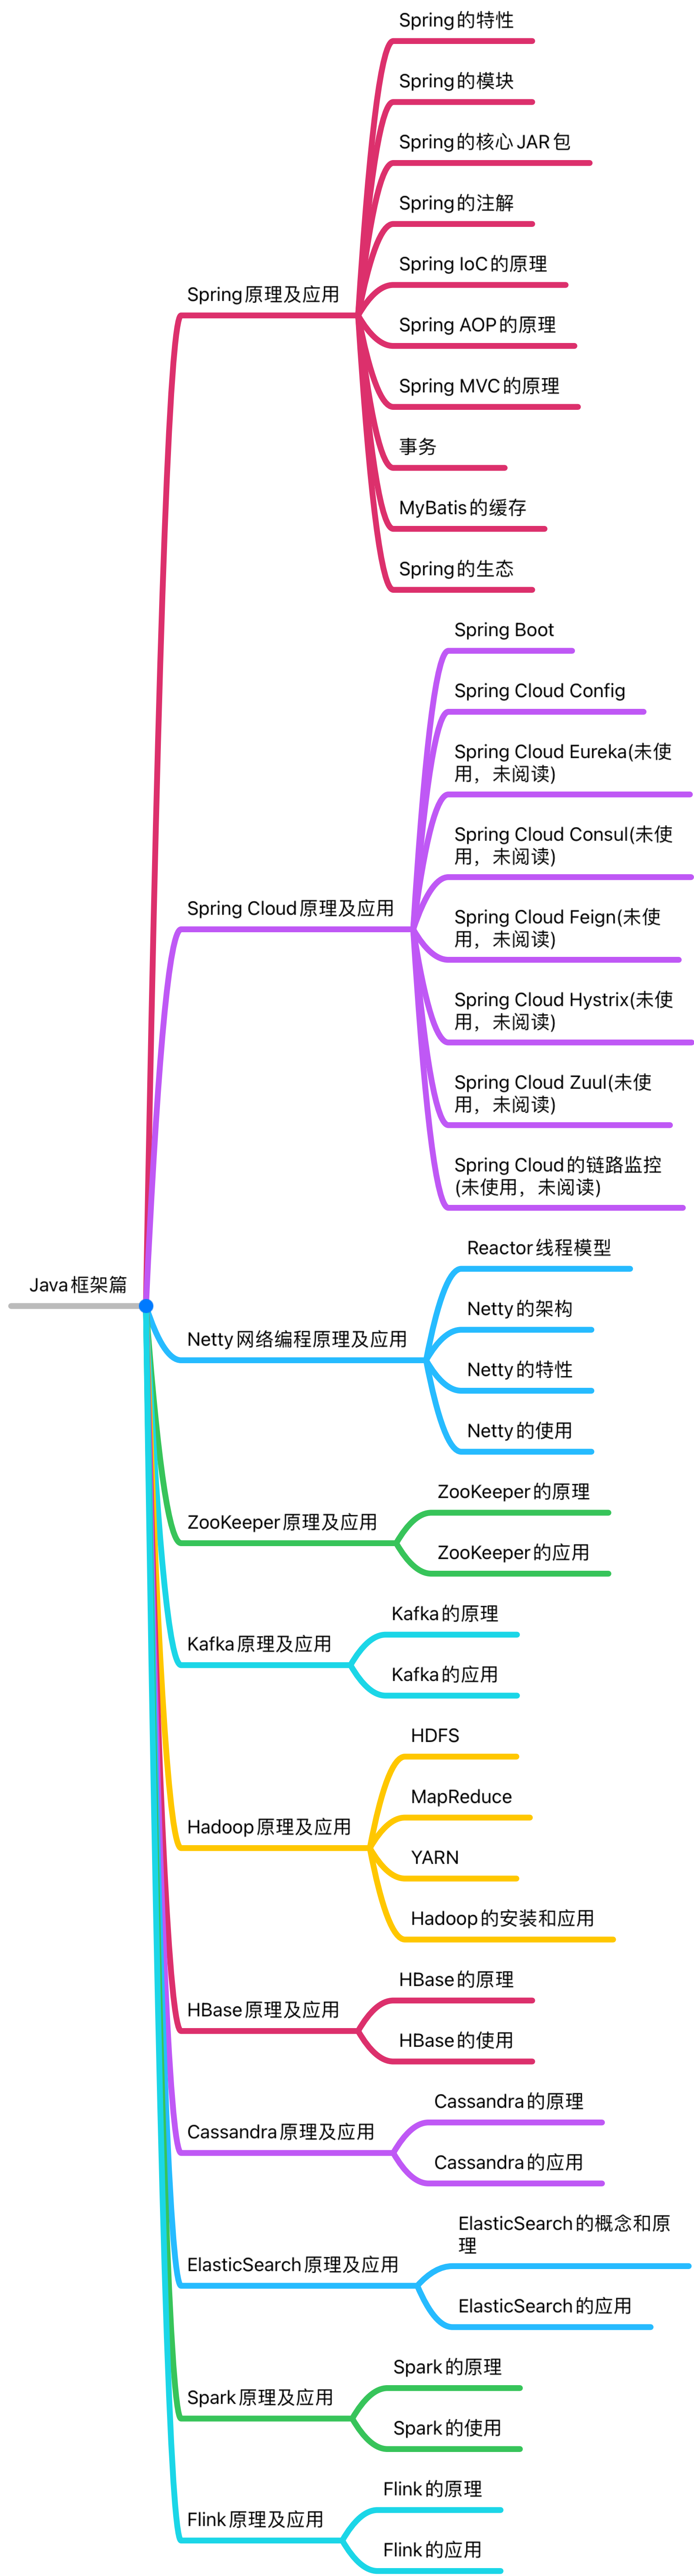 Spring的特性
Spring的模块
Spring的核心JAR包
Spring的注解
Spring IoC的原理
Spring原理及应用
Spring AOP的原理
Spring MVC的原理
事务
MyBatis的缓存
Spring的生态
Spring Boot
Spring Cloud Config
Spring Cloud Eureka(未使
用，未阅读)
Spring Cloud Consul(未使
用，未阅读)
Spring Cloud原理及应用
Spring Cloud Feign(未使
用，未阅读)
Spring Cloud Hystrix(未使
用，未阅读)
Spring Cloud Zuul(未使
用，未阅读)
Spring Cloud的链路监控
(未使用，未阅读)
Reactor线程模型
Java框架篇
Netty的架构
Netty网络编程原理及应用
Netty的特性
Netty的使用
ZooKeeper的原理
ZooKeeper原理及应用
ZooKeeper的应用
Kafka的原理
Kafka原理及应用
Kafka的应用
HDFS
MapReduce
Hadoop原理及应用
YARN
Hadoop的安装和应用
HBase的原理
HBase原理及应用
HBase的使用
Cassandra的原理
Cassandra原理及应用
Cassandra的应用
ElasticSearch的概念和原
理
ElasticSearch原理及应用
ElasticSearch的应用
Spark的原理
Spark原理及应用
Spark的使用
Flink的原理
Flink原理及应用
Flink的应用